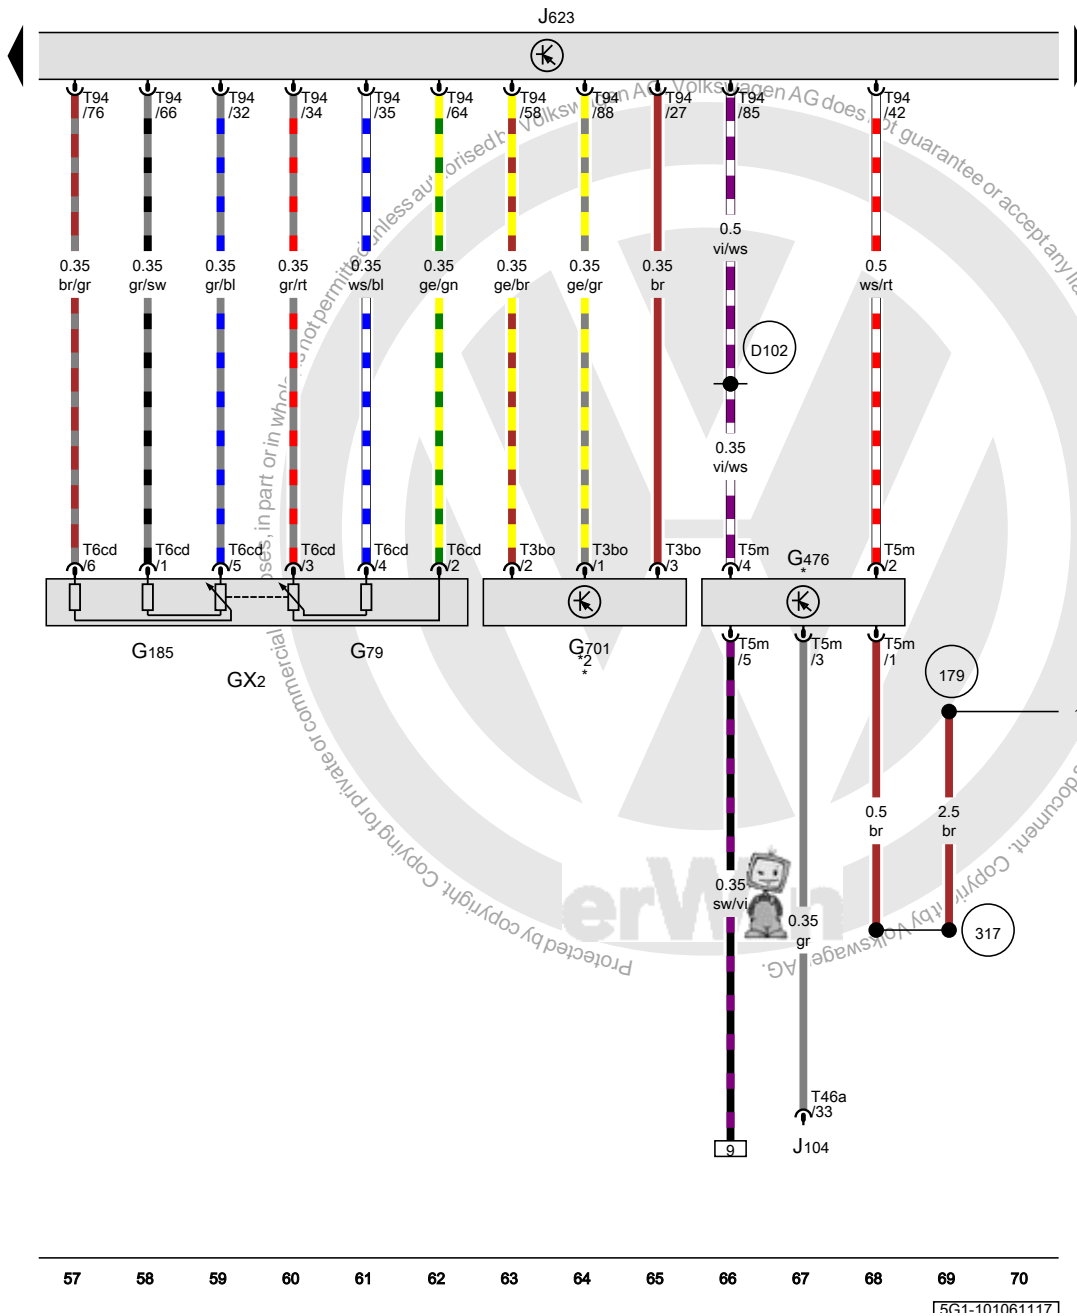 J623
T94 T94 T94 T94 T94 T94 T94 T94 T94 T94 T94
/76 /66 /32 /34 /35 /64 /58 /88 /27 /85 /42
0.5
vi/ws
0.35 0.35 0.35 0.35 0.35 0.35 0.35 0.35 0.35 0.5
br/gr gr/sw gr/bl gr/rt ws/bl ge/gn ge/br ge/gr br ws/rt
D102
0.35
vi/ws
T6cd T6cd T6cd T6cd T6cd T6cd T3bo T3bo T3bo T5m G476 T5m
/6 /1 /5 /3 /4 /2 /2 /1 /3 /4 * /2
G185 G79 G701 T5m T5m T5m
*2 /5 /3 /1
*
GX2
179
0.5 2.5
br br
erWin
0.35
sw/vi
0.35
gr
317
T46a
/33
9 J104
57 58 59 60 61 62 63 64 65 66 67 68 69 70
5G1-101061117
Protected by copyright. Copying for private or commercial
in part or in whole
not permitted unless authorised by Volkswagen AG. Volkswagen AG does not guarantee or accept any
document. Copyright by Volkswagen AG.